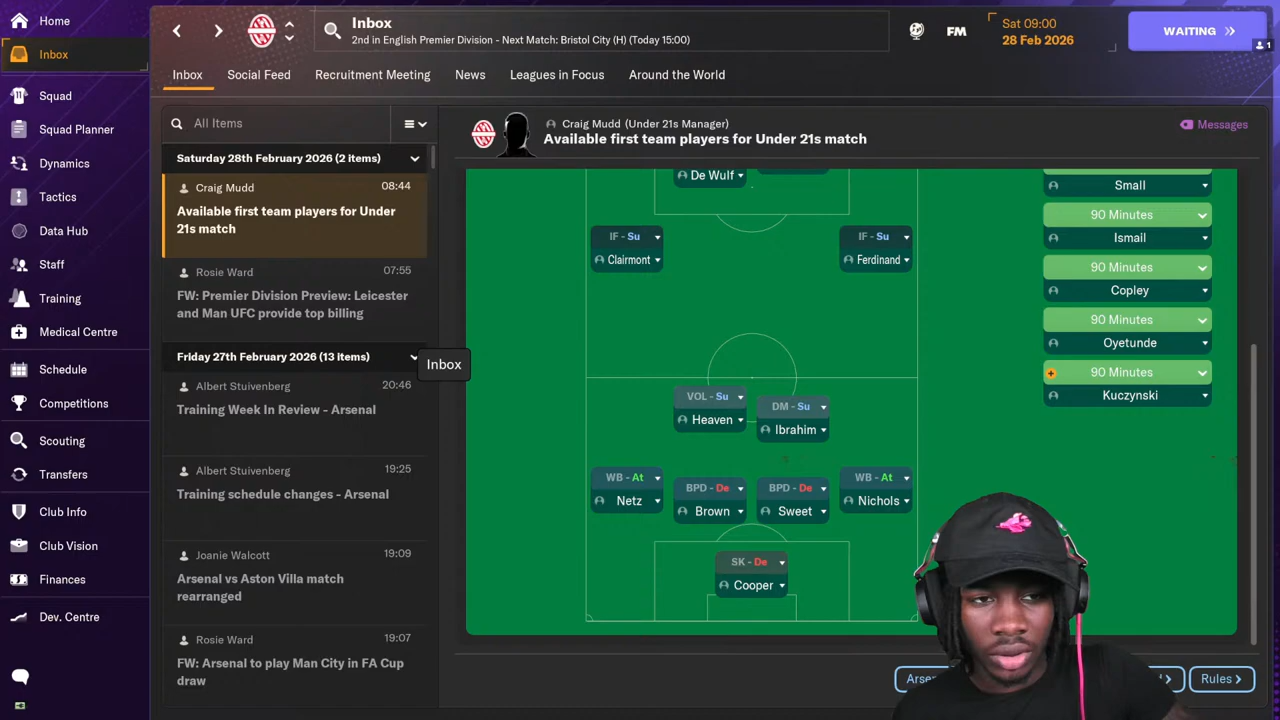 Home
Inbox
Squad
Squad Planner
Dynamics
Tactics
Data Hub
Staff
Training
Medical Centre
Schedule
Competitions
Scouting
Transfers
Club Info
Club Vision
Finances
Dev. Centre
Inbox
2nd in English Premier Division - Next Match: Bristol City (H) (Today 15:00)
FM
Sat 09:00
28 Feb 2026
WAITING
1
Inbox
Social Feed
Recruitment Meeting
News
Leagues in Focus
Around the World
All Items
Saturday 28th February 2026 (2 items)
Craig Mudd
08:44
Available first team players for Under
21s match
Rosie Ward
07:55
FW: Premier Division Preview: Leicester
and Man UFC provide top billing
Friday 27th February 2026 (13 items)
Inbox
Albert Stuivenberg
20:46
Training Week In Review - Arsenal
Albert Stuivenberg
19:25
Training schedule changes - Arsenal
Joanie Walcott
19:09
Arsenal vs Aston Villa match
rearranged
Rosie Ward
19:07
FW: Arsenal to play Man City in FA Cup
draw
Craig Mudd (Under 21s Manager)
Available first team players for Under 21s match
Messages
De Wulf
IF - Su
Clairmont
IF - Su
Ferdinand
VOL - Su
Heaven
DM - Su
Ibrahim
WB - At
Netz
BPD - De
Brown
BPD - De
Sweet
WB - At
Nichols
SK - De
Cooper
Small
90 Minutes
Ismail
90 Minutes
Copley
90 Minutes
Oyetunde
90 Minutes
Kuczynski
Rules